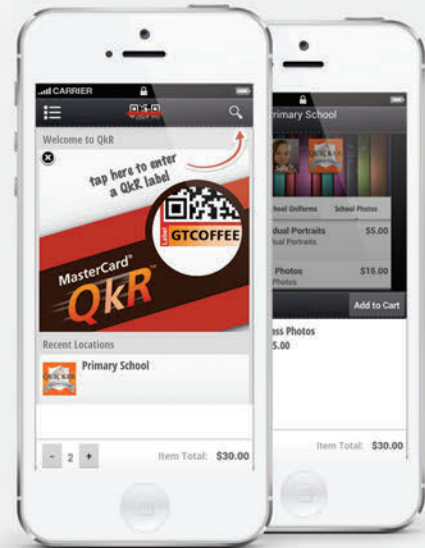 CARRIER
Welcome to QkR
tap here to enter
a QkR label
Label
GTCOFFEE
MasterCard®
QkR™
Recent Locations
Primary School
- 2 +
Item Total: $30.00
Primary School
School Uniforms
School Photos
dual Portraits
$5.00
dual Portraits
Photos
$15.00
Photos
Add to Cart
ass Photos
5.00
Item Total: $30.00